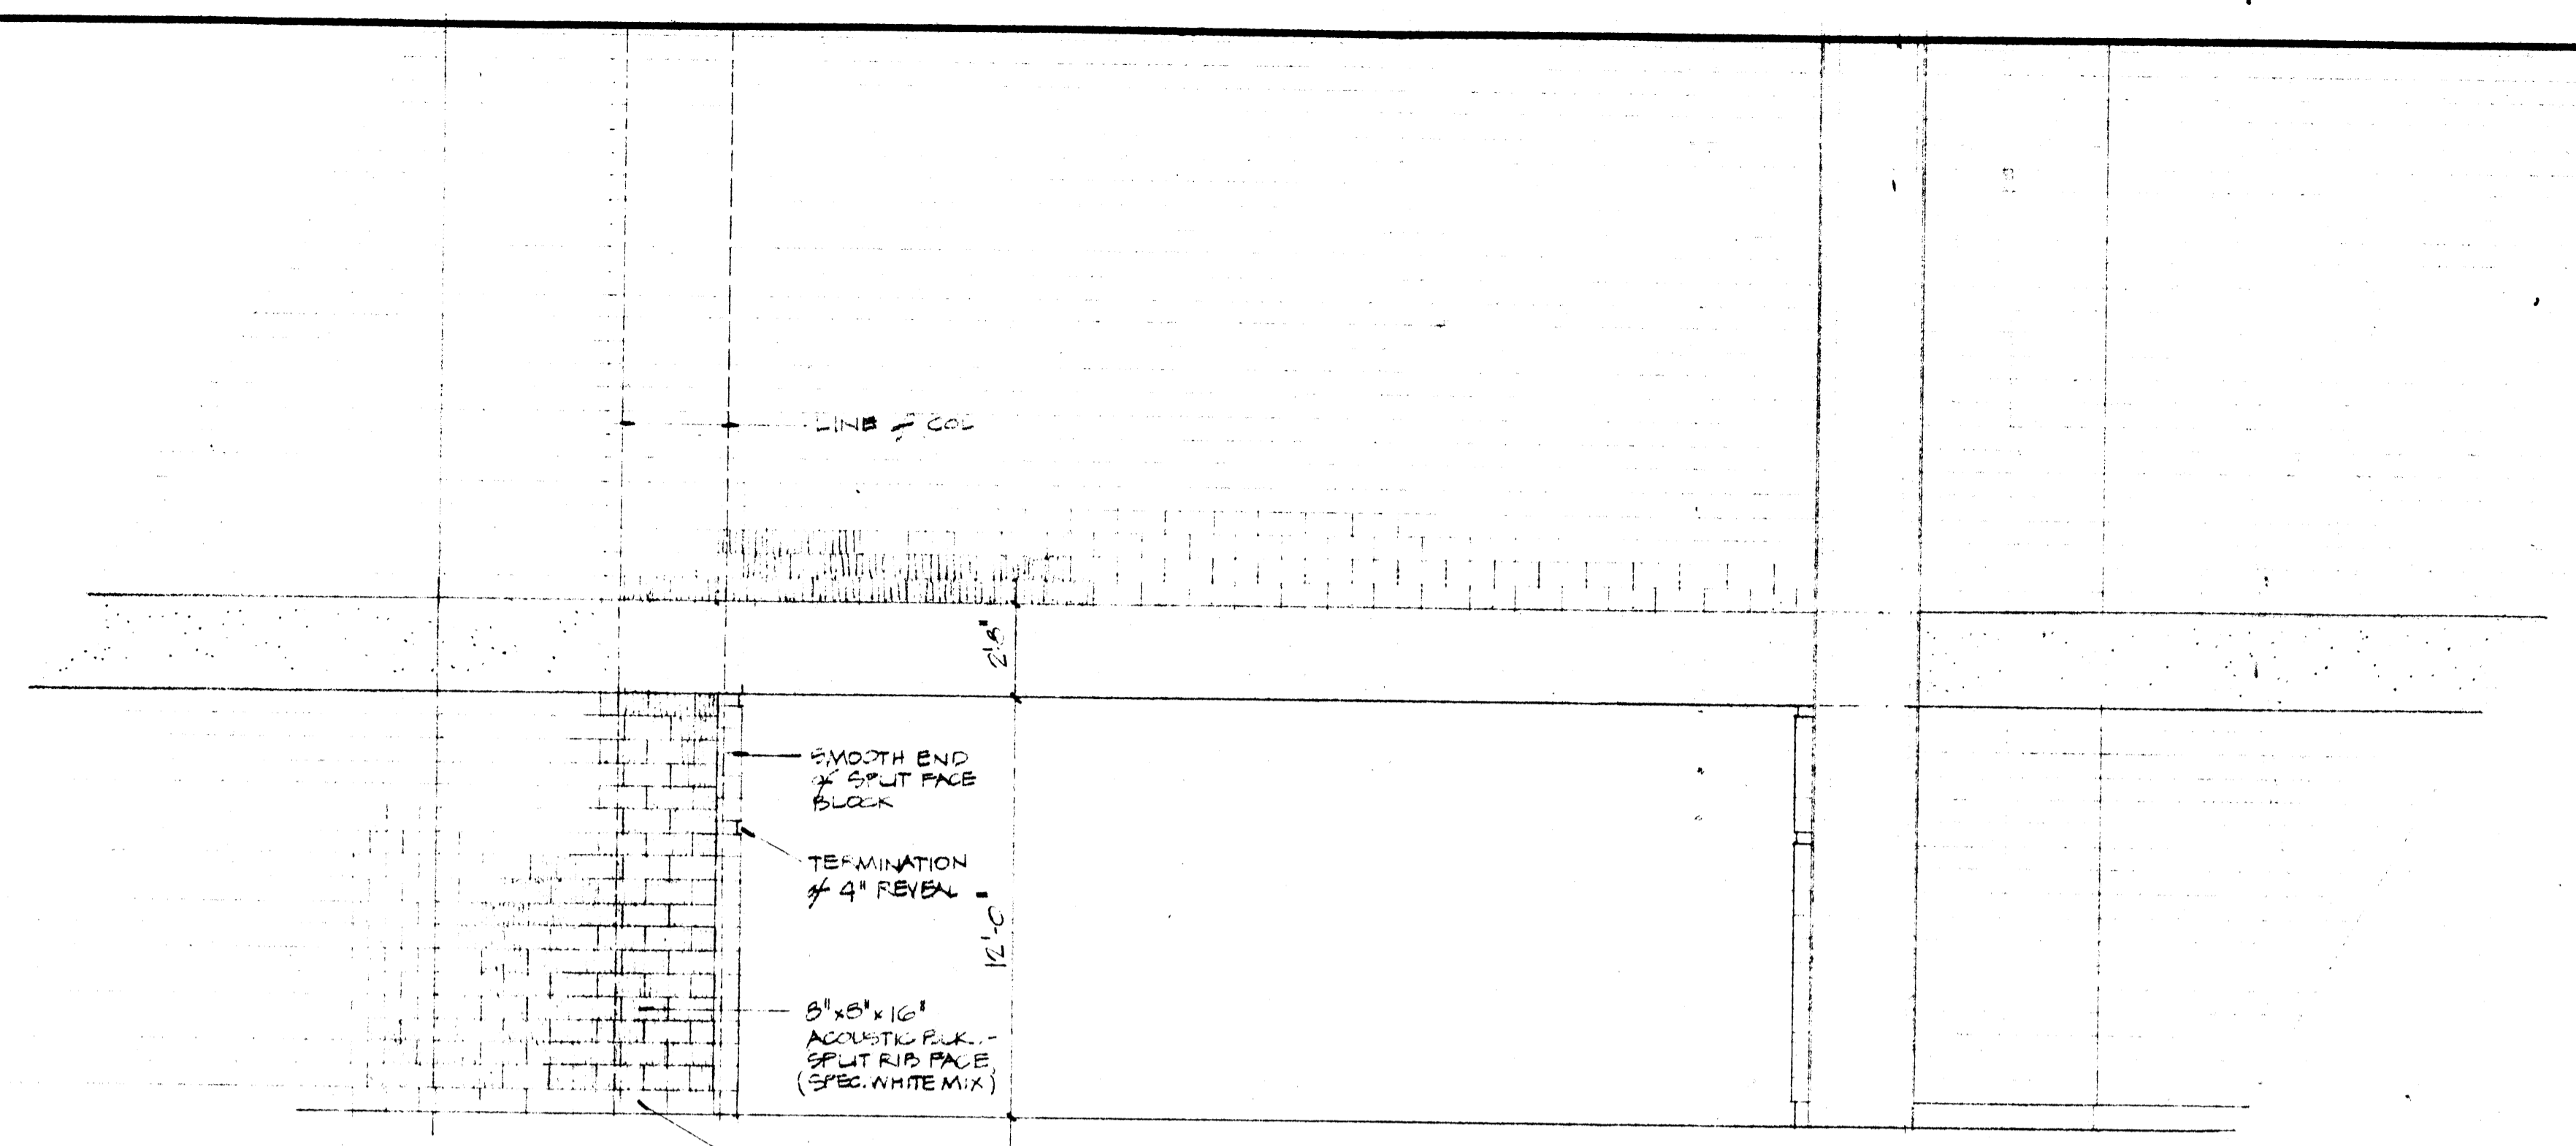 LINE of COL
2'-8"
SMOOTH END
of SPLIT FACE
BLOCK
TERMINATION
of 4" REVEAL
12'-0"
8"x8"x16"
ACOUSTIC BLK. -
SPLIT RIB FACE
(SPEC. WHITE MIX)